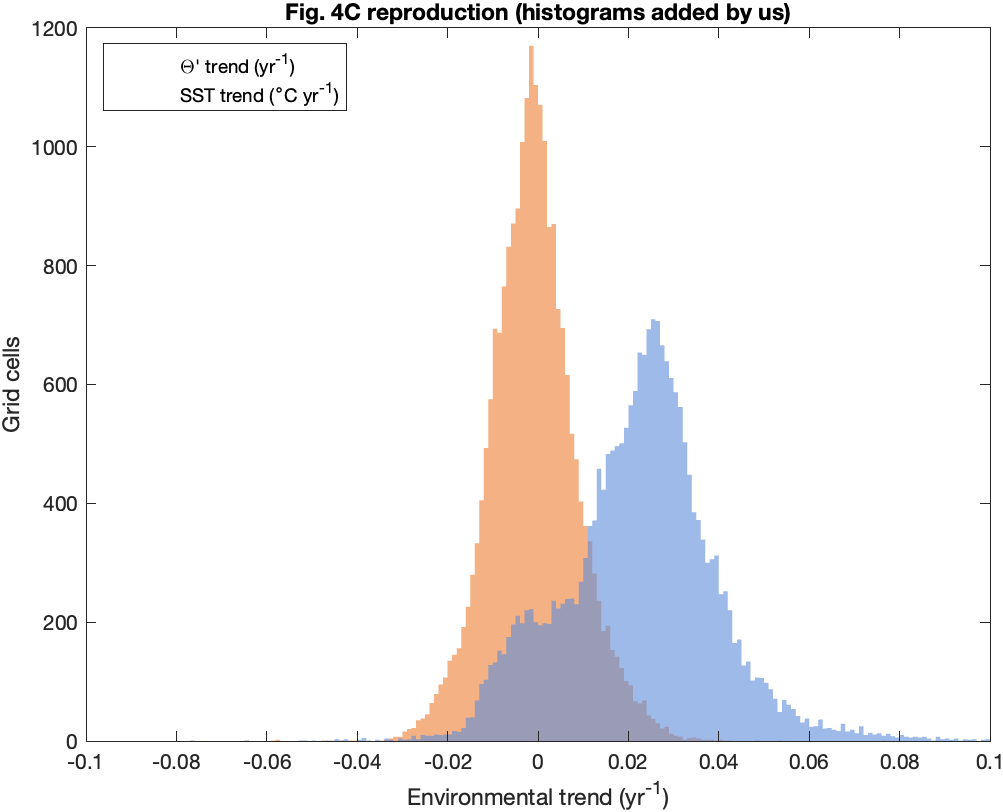 Fig. 4C reproduction (histograms added by us)
1200
1000
800
600
400
200
0
Grid cells
Θ' trend (yr⁻¹)
SST trend (°C yr⁻¹)
-0.1 -0.08 -0.06 -0.04 -0.02 0 0.02 0.04 0.06 0.08 0.1
Environmental trend (yr⁻¹)